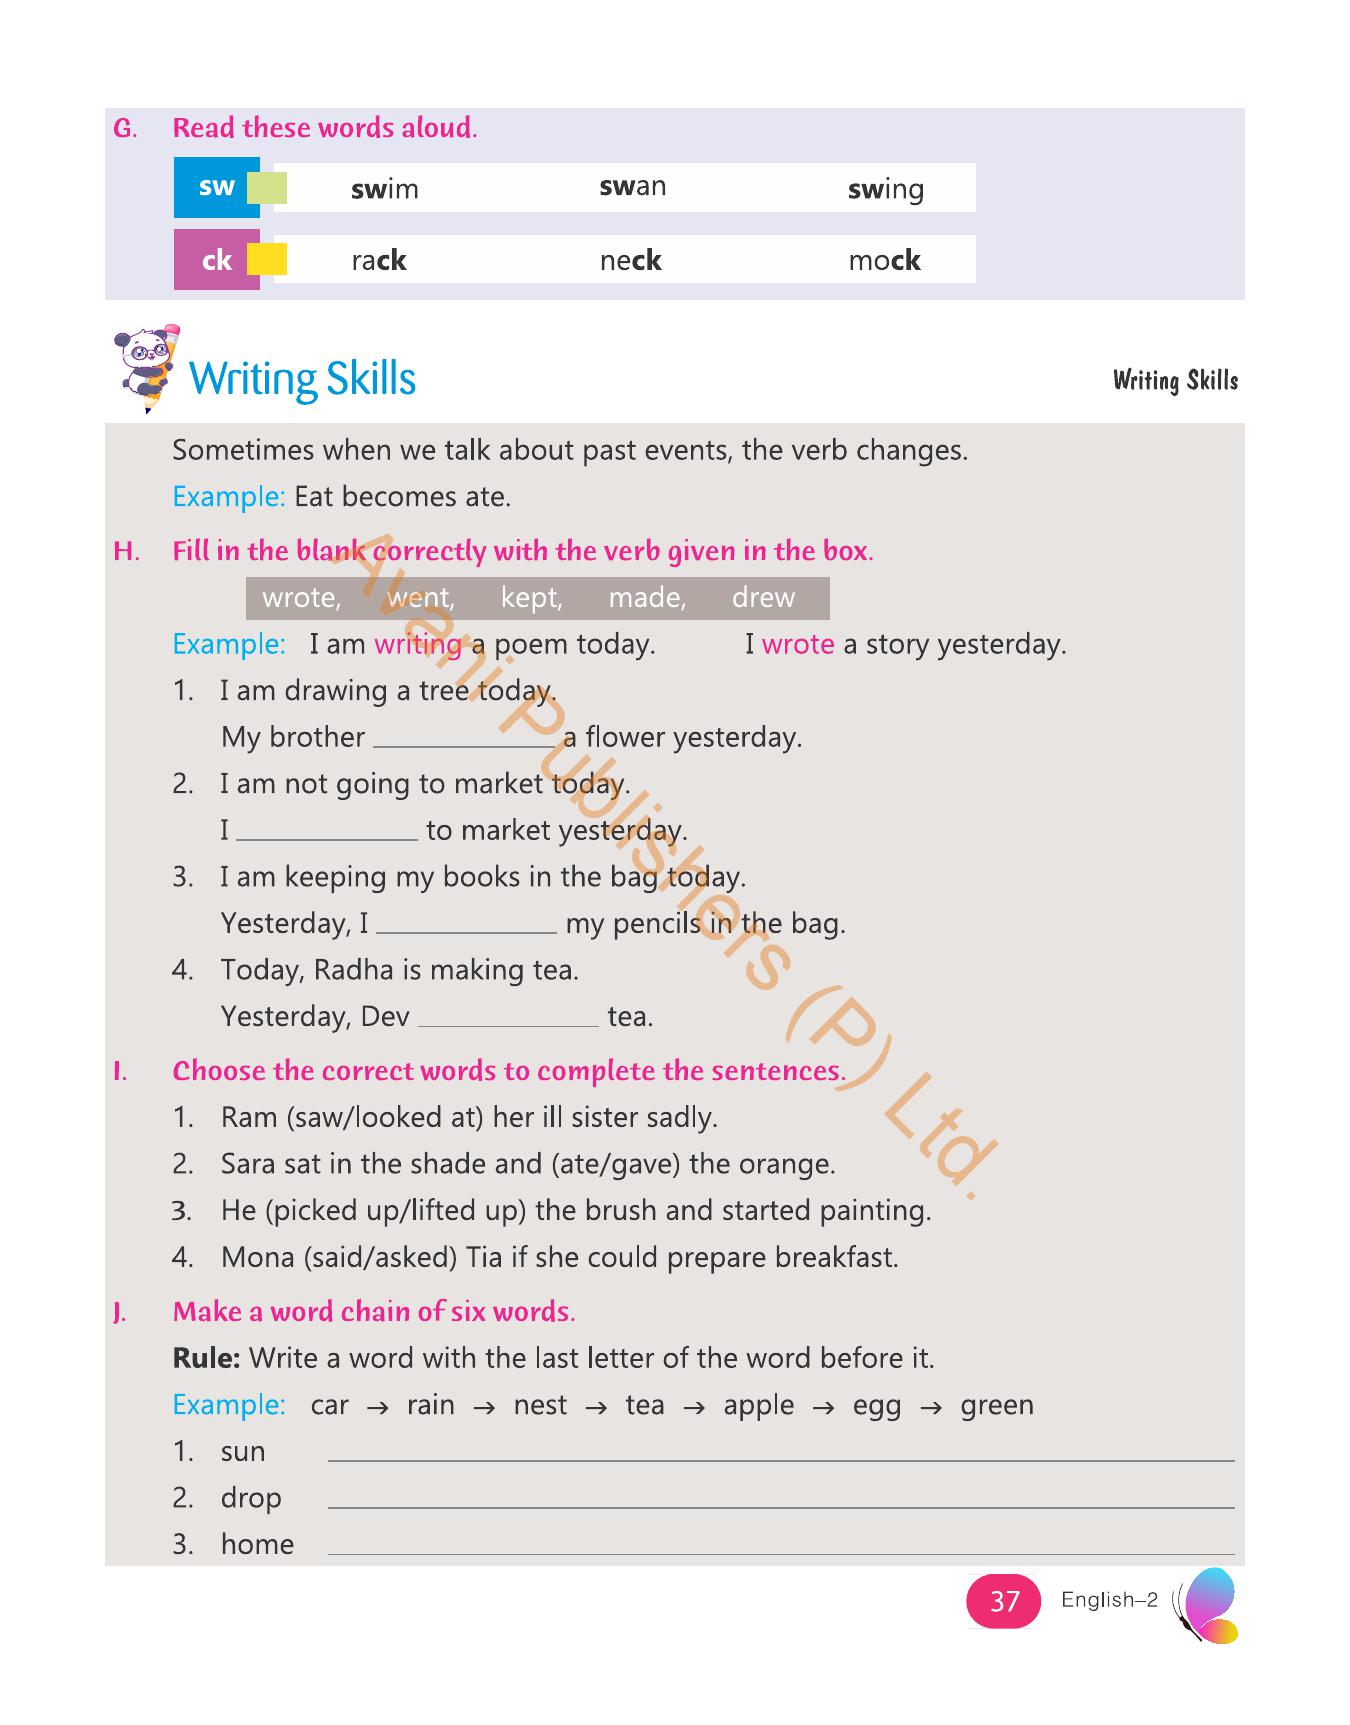 G. Read these words aloud.
sw swim swan swing
ck rack neck mock
Writing Skills
Writing Skills
Sometimes when we talk about past events, the verb changes.
Example: Eat becomes ate.
H. Fill in the blank correctly with the verb given in the box.
wrote, went, kept, made, drew
Example: I am writing a poem today. I wrote a story yesterday.
1. I am drawing a tree today.
My brother ____________ a flower yesterday.
2. I am not going to market today.
I ____________ to market yesterday.
3. I am keeping my books in the bag today.
Yesterday, I ____________ my pencils in the bag.
4. Today, Radha is making tea.
Yesterday, Dev ____________ tea.
I. Choose the correct words to complete the sentences.
1. Ram (saw/looked at) her ill sister sadly.
2. Sara sat in the shade and (ate/gave) the orange.
3. He (picked up/lifted up) the brush and started painting.
4. Mona (said/asked) Tia if she could prepare breakfast.
J. Make a word chain of six words.
Rule: Write a word with the last letter of the word before it.
Example: car → rain → nest → tea → apple → egg → green
1. sun ____________
2. drop ____________
3. home ____________
37 English–2
Avani Publishers (P) Ltd.